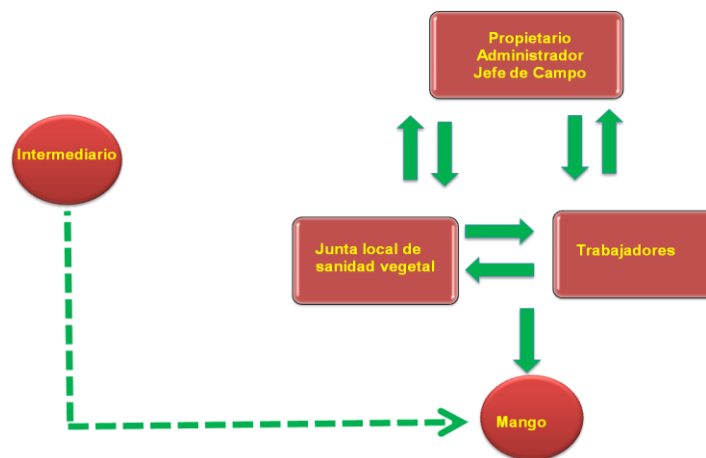 Propietario
Administrador
Jefe de Campo
Intermediario
Junta local de
sanidad vegetal
Trabajadores
Mango